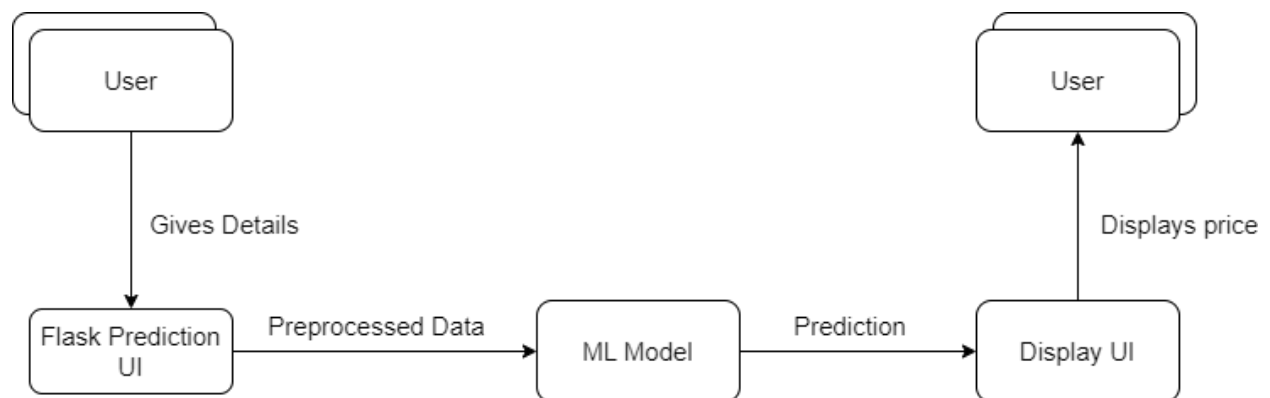 User
User
Gives Details
Displays price
Flask Prediction
UI
Preprocessed Data
ML Model
Prediction
Display UI